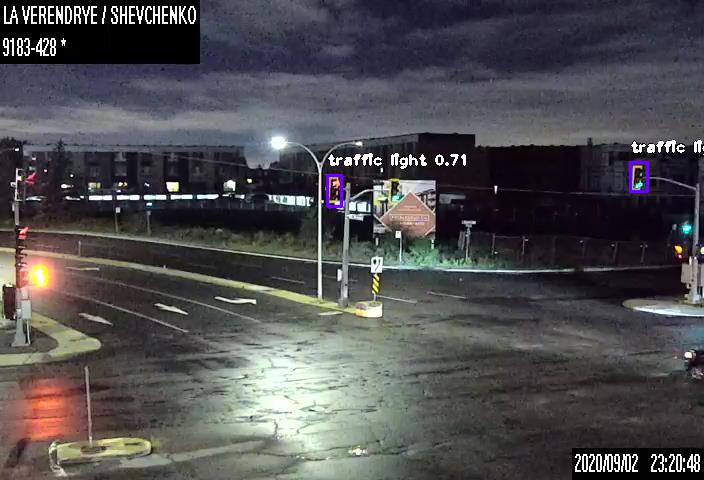 LA VERENDRYE / SHEVCHENKO
9183-428 *
traffic light 0.71
traffic lig
2020/09/02 23:20:48